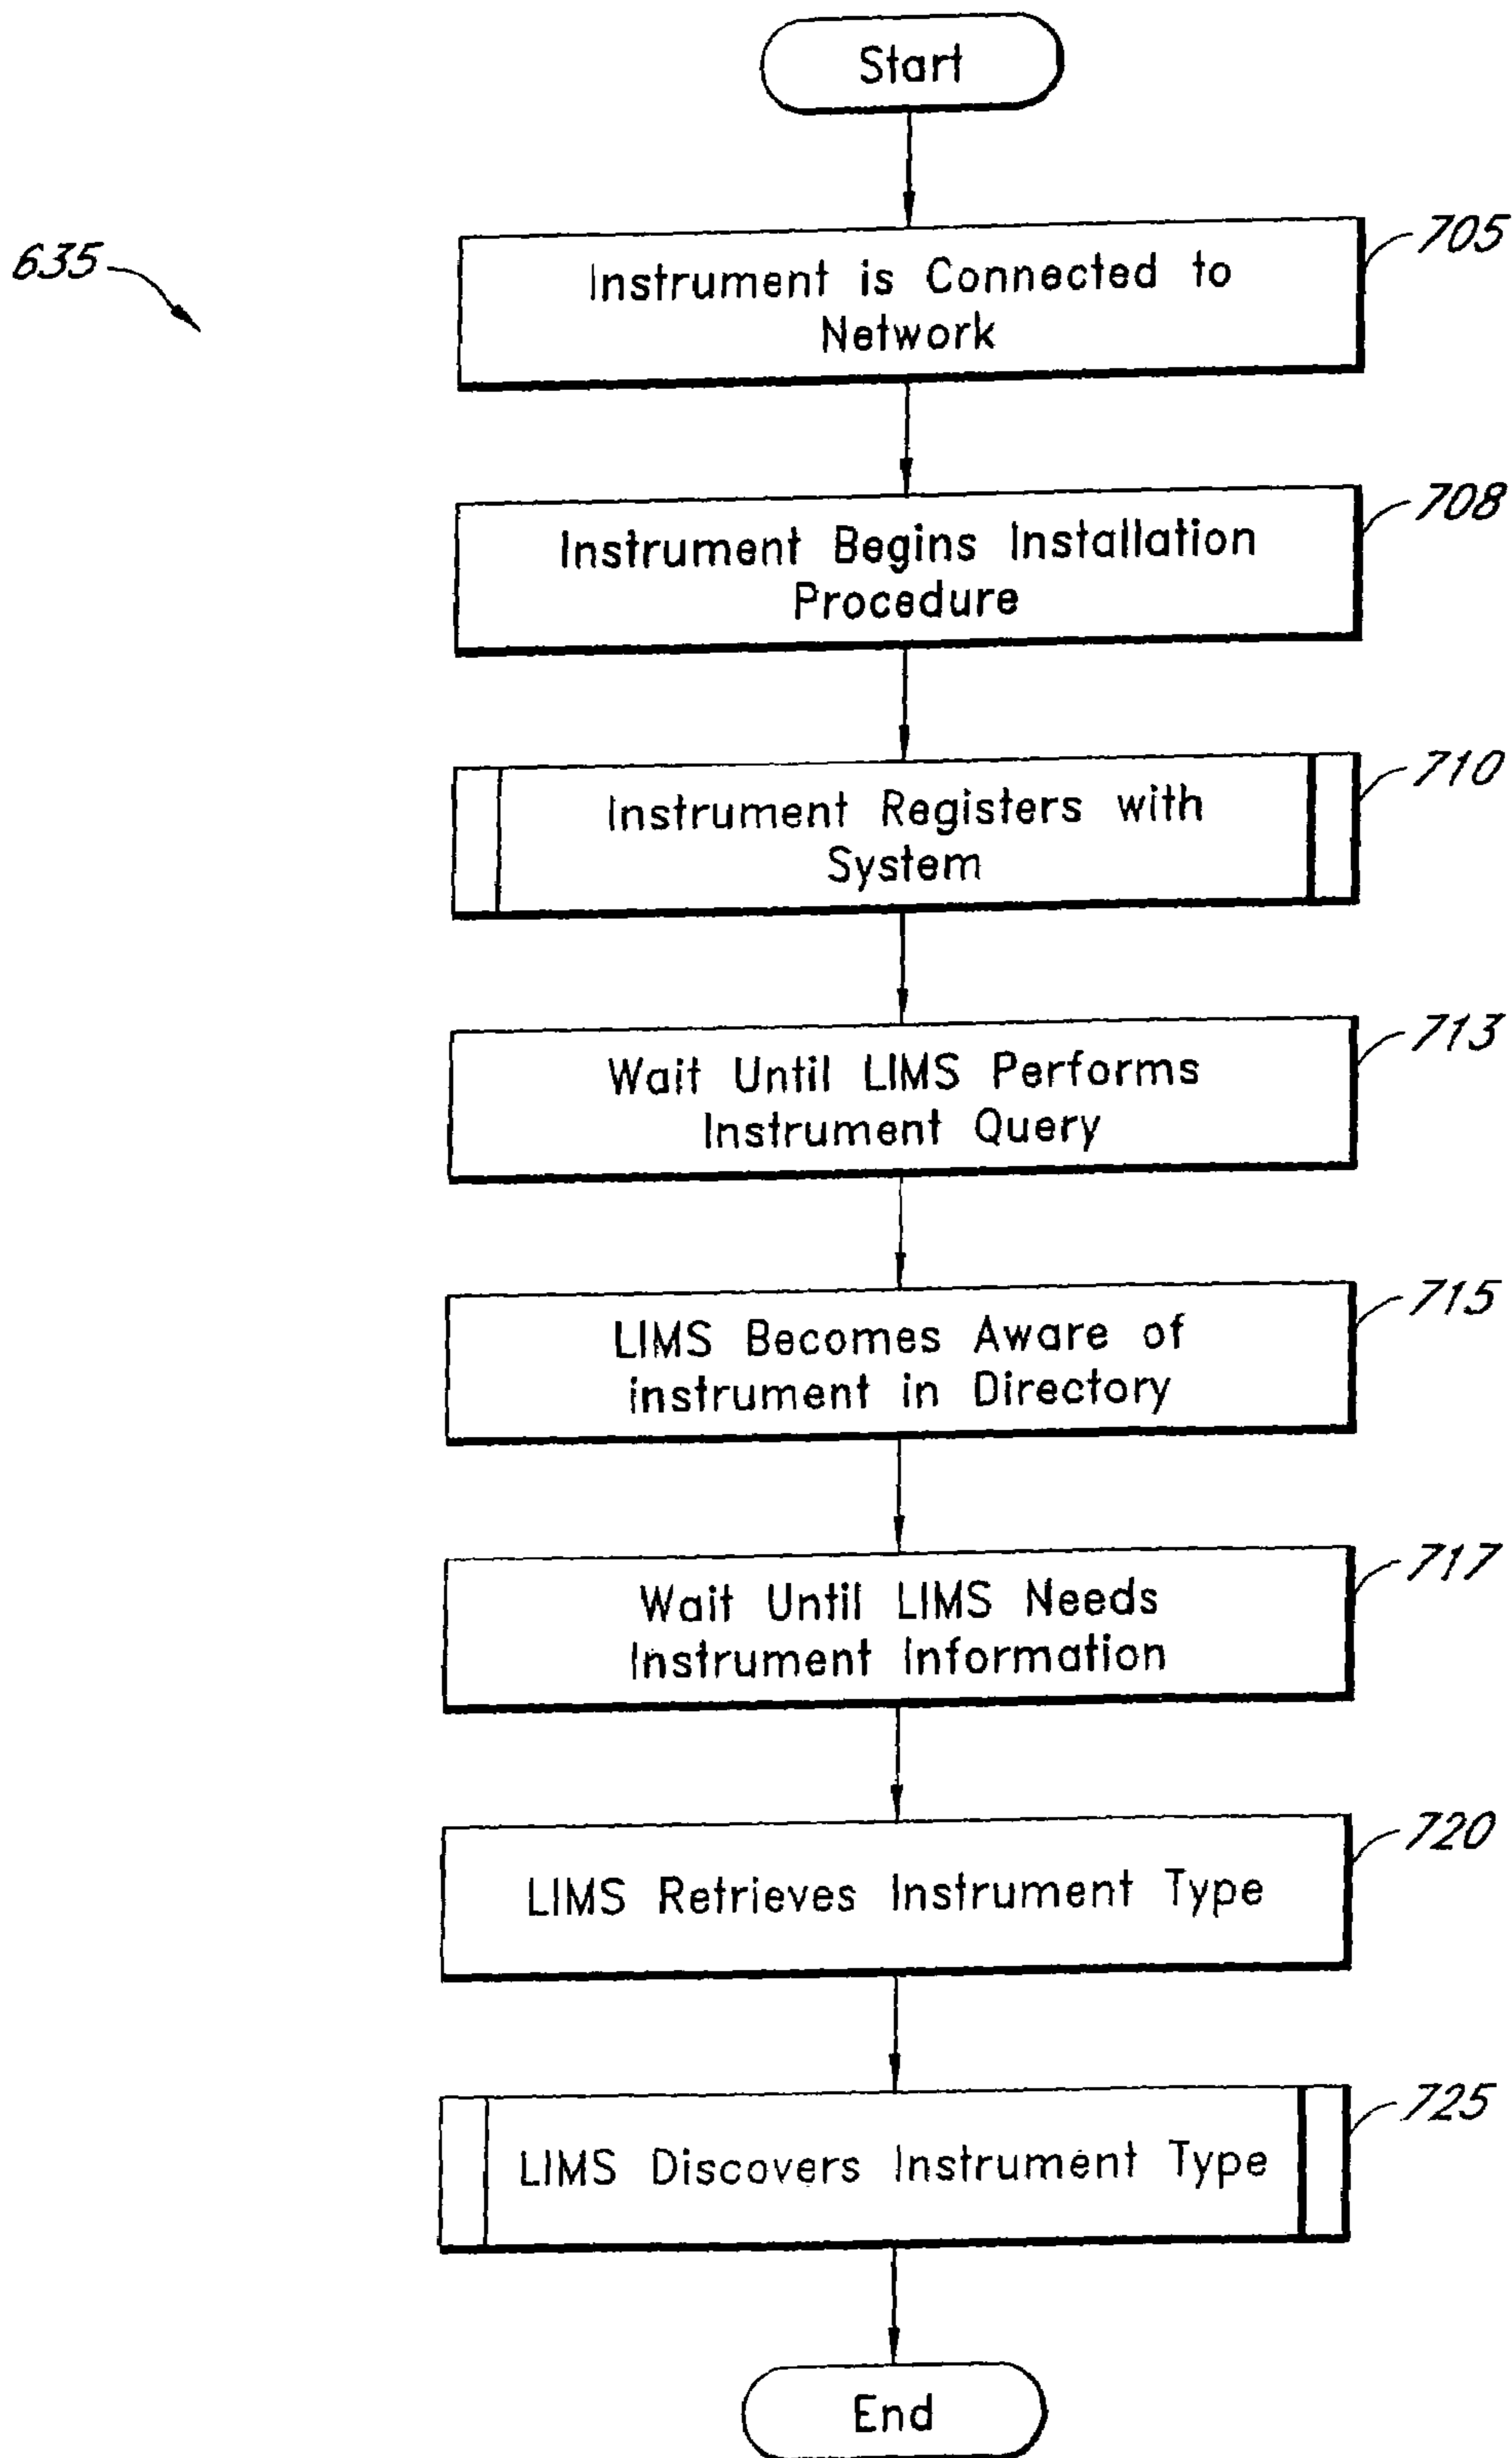 Start
635
705
Instrument is Connected to
Network
708
Instrument Begins Installation
Procedure
710
Instrument Registers with
System
713
Wait Until LIMS Performs
Instrument Query
715
LIMS Becomes Aware of
instrument in Directory
717
Wait Until LIMS Needs
Instrument Information
720
LIMS Retrieves Instrument Type
725
LIMS Discovers Instrument Type
End